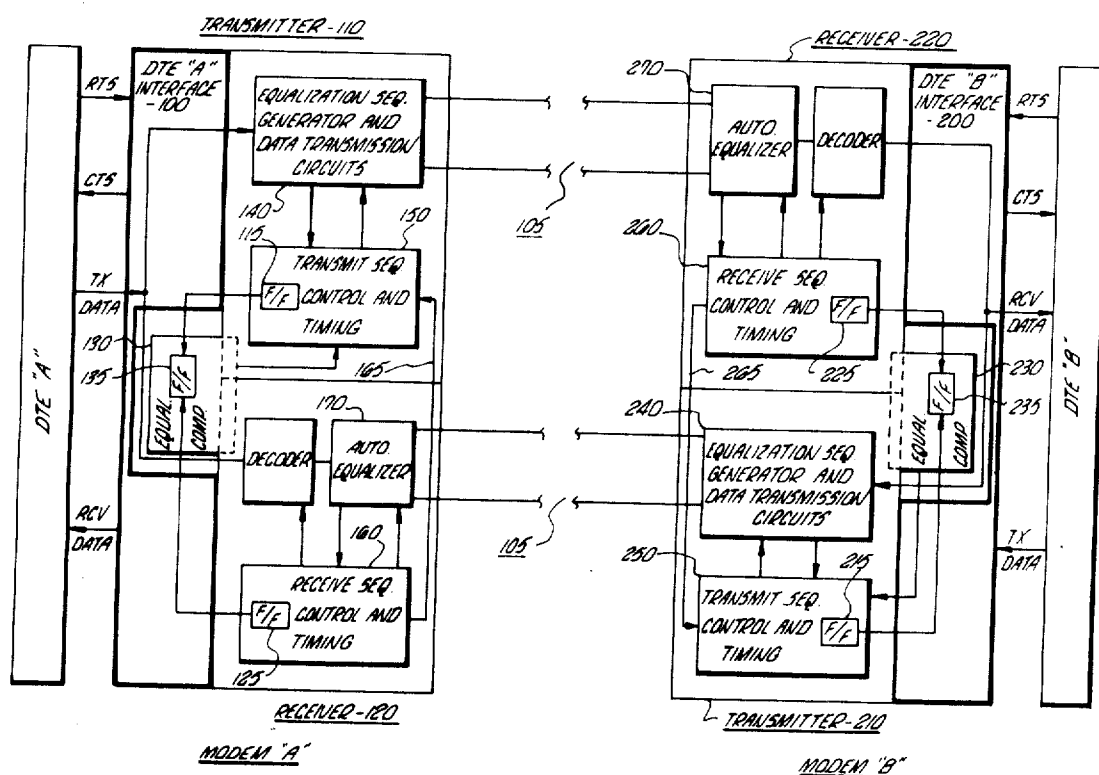 TRANSMITTER-110
DTE "A"
RTS
CTS
TX
DATA
RCV
DATA
DTE "A"
INTERFACE
-100
EQUALIZATION SEQ.
GENERATOR AND
DATA TRANSMISSION
CIRCUITS
140
150
115
TRANSMIT SEQ.
F/F
CONTROL AND
TIMING
130
135
F/F
EQUAL
COMP
165
170
DECODER
AUTO.
EQUALIZER
160
RECEIVE SEQ.
F/F
CONTROL AND
TIMING
125
RECEIVER-120
MODEM "A"
105
105
RECEIVER-220
270
AUTO.
EQUALIZER
DECODER
DTE "B"
INTERFACE
-200
RTS
CTS
RCV
DATA
TX
DATA
DTE "B"
260
RECEIVE SEQ.
CONTROL AND
TIMING
F/F
225
265
230
F/F
235
EQUAL
COMP
240
EQUALIZATION SEQ.
GENERATOR AND
DATA TRANSMISSION
CIRCUITS
250
215
TRANSMIT SEQ.
CONTROL AND
TIMING
F/F
TRANSMITTER-210
MODEM "B"